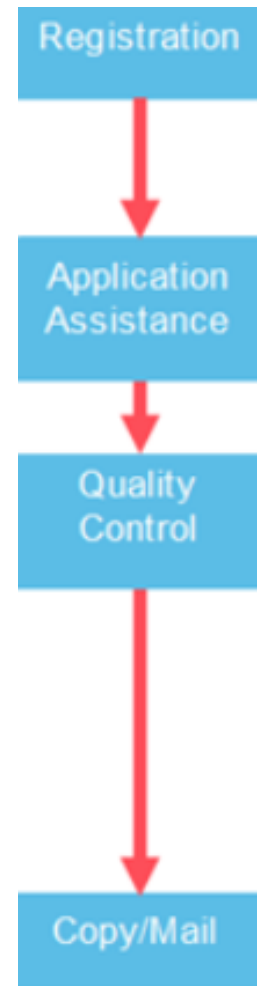 Registration
Application
Assistance
Quality
Control
Copy/Mail